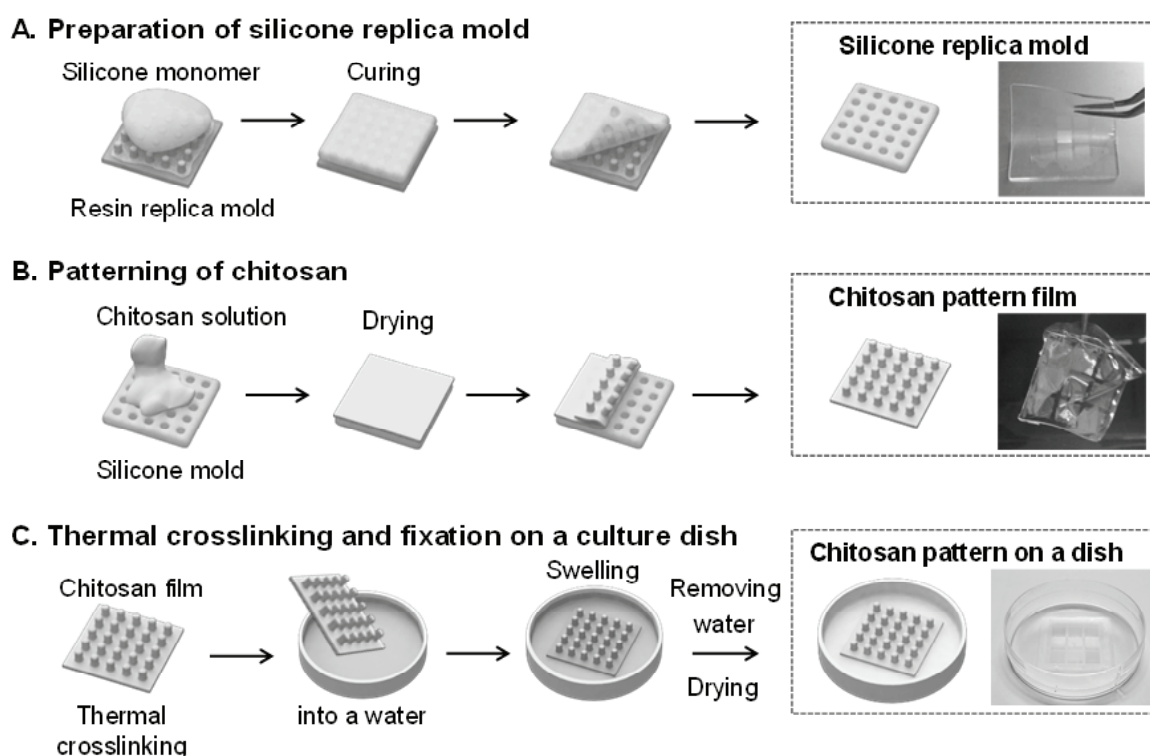 A. Preparation of silicone replica mold
Silicone monomer
Curing
Resin replica mold
Silicone replica mold
B. Patterning of chitosan
Chitosan solution
Drying
Silicone mold
Chitosan pattern film
C. Thermal crosslinking and fixation on a culture dish
Chitosan film
Thermal
crosslinking
into a water
Swelling
Removing
water
Drying
Chitosan pattern on a dish